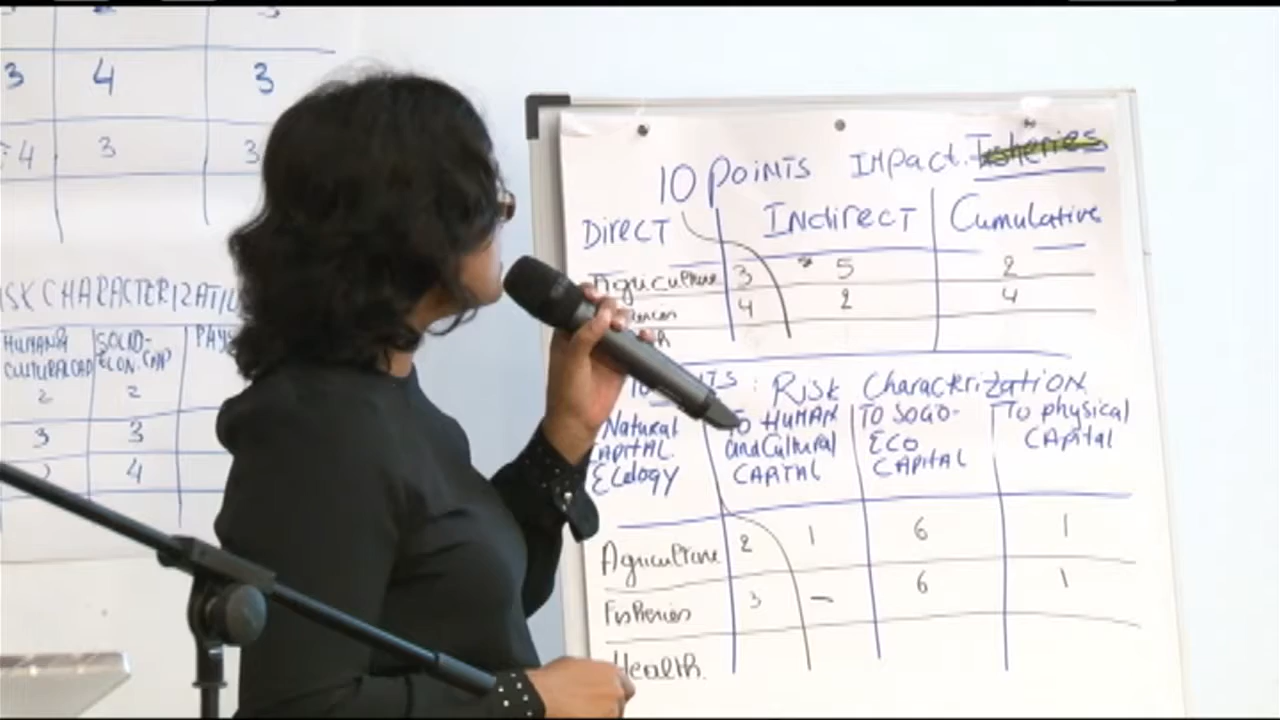 3 4 3
4 3 3
RISK CHARACTERIZATI
HUMAN &
CULTURAL CAP
SOCIO-
ECON. CAP
PHYS
2 2
3 3
4
10 POINTS IMPACT. Fisheries
DIRECT INDIRECT Cumulative
Agriculture 3 5 2
4 2 4
: Risk Characterization
Natural
CAPITAL.
Ecology
TO HUMAN
and Cultural
CAPITAL
TO SOCIO-
ECO
CAPITAL
To physical
CAPITAL
Agriculture 2 1 6 1
Fisheries 3 – 6 1
Health.